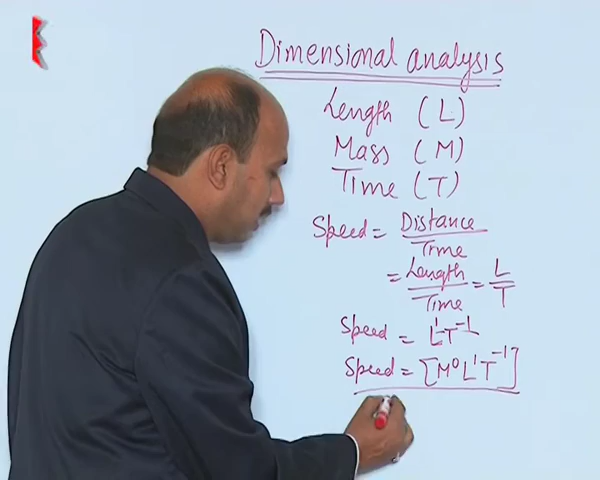 Dimensional analysis
Length (L)
Mass (M)
Time (T)
Speed = Distance / Time
= Length / Time = L / T
Speed = L¹T⁻¹
Speed = [M⁰L¹T⁻¹]